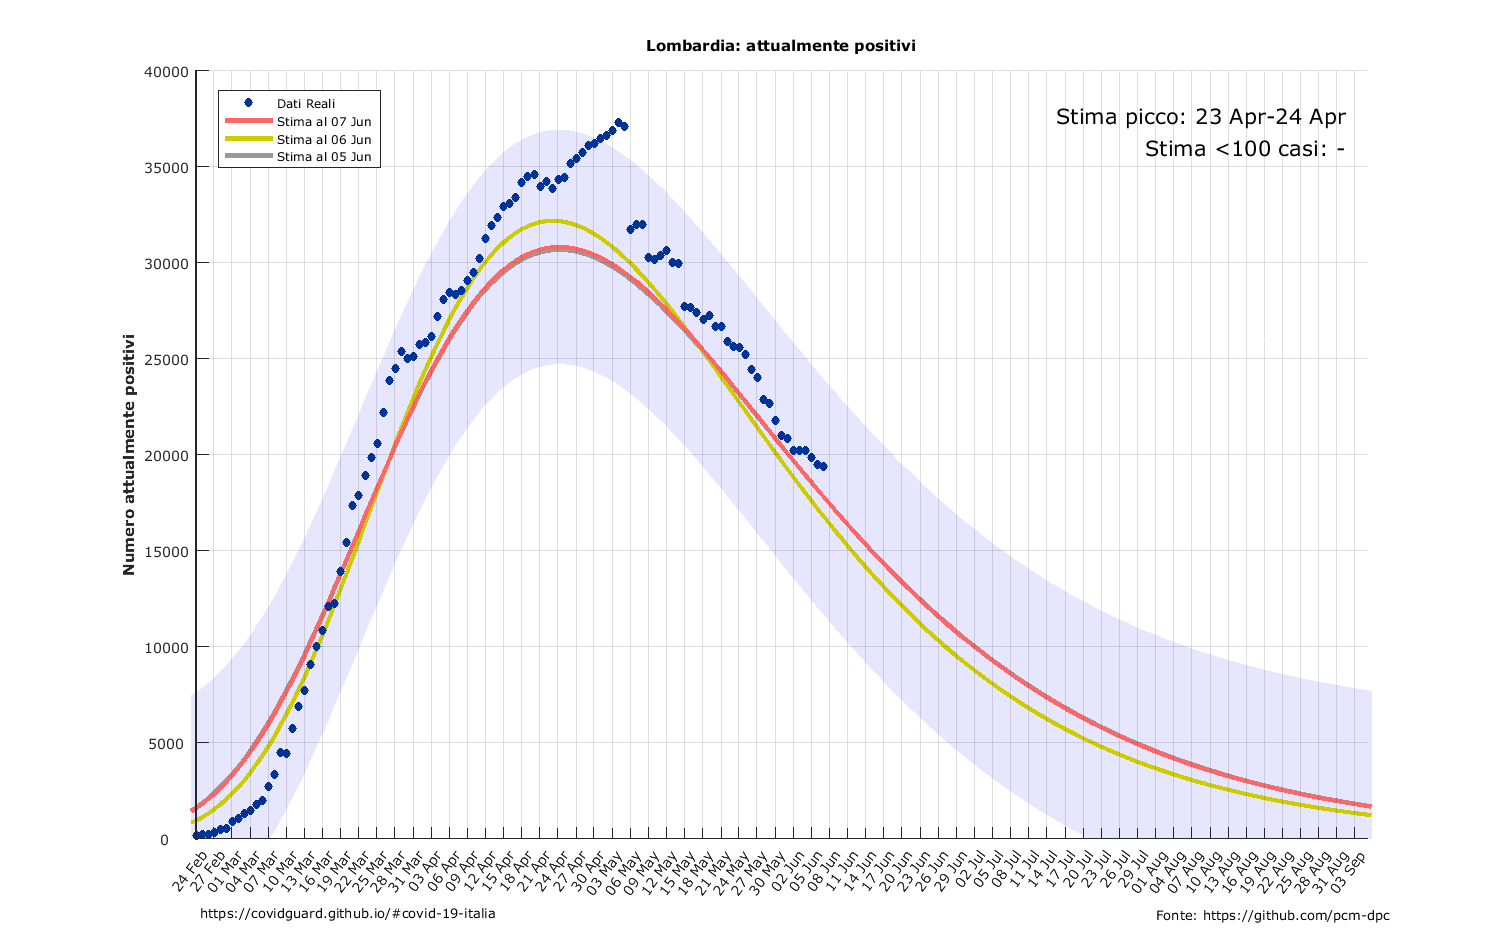 Lombardia: attualmente positivi
40000
35000
30000
25000
20000
15000
10000
5000
0
Numero attualmente positivi
Dati Reali
Stima al 07 Jun
Stima al 06 Jun
Stima al 05 Jun
Stima picco: 23 Apr-24 Apr
Stima <100 casi: -
24 Feb
27 Feb
01 Mar
04 Mar
07 Mar
10 Mar
13 Mar
16 Mar
19 Mar
22 Mar
25 Mar
28 Mar
31 Mar
03 Apr
06 Apr
09 Apr
12 Apr
15 Apr
18 Apr
21 Apr
24 Apr
27 Apr
30 Apr
03 May
06 May
09 May
12 May
15 May
18 May
21 May
24 May
27 May
30 May
02 Jun
05 Jun
08 Jun
11 Jun
14 Jun
17 Jun
20 Jun
23 Jun
26 Jun
29 Jun
02 Jul
05 Jul
08 Jul
11 Jul
14 Jul
17 Jul
20 Jul
23 Jul
26 Jul
29 Jul
01 Aug
04 Aug
07 Aug
10 Aug
13 Aug
16 Aug
19 Aug
22 Aug
25 Aug
28 Aug
31 Aug
03 Sep
https://covidguard.github.io/#covid-19-italia
Fonte: https://github.com/pcm-dpc